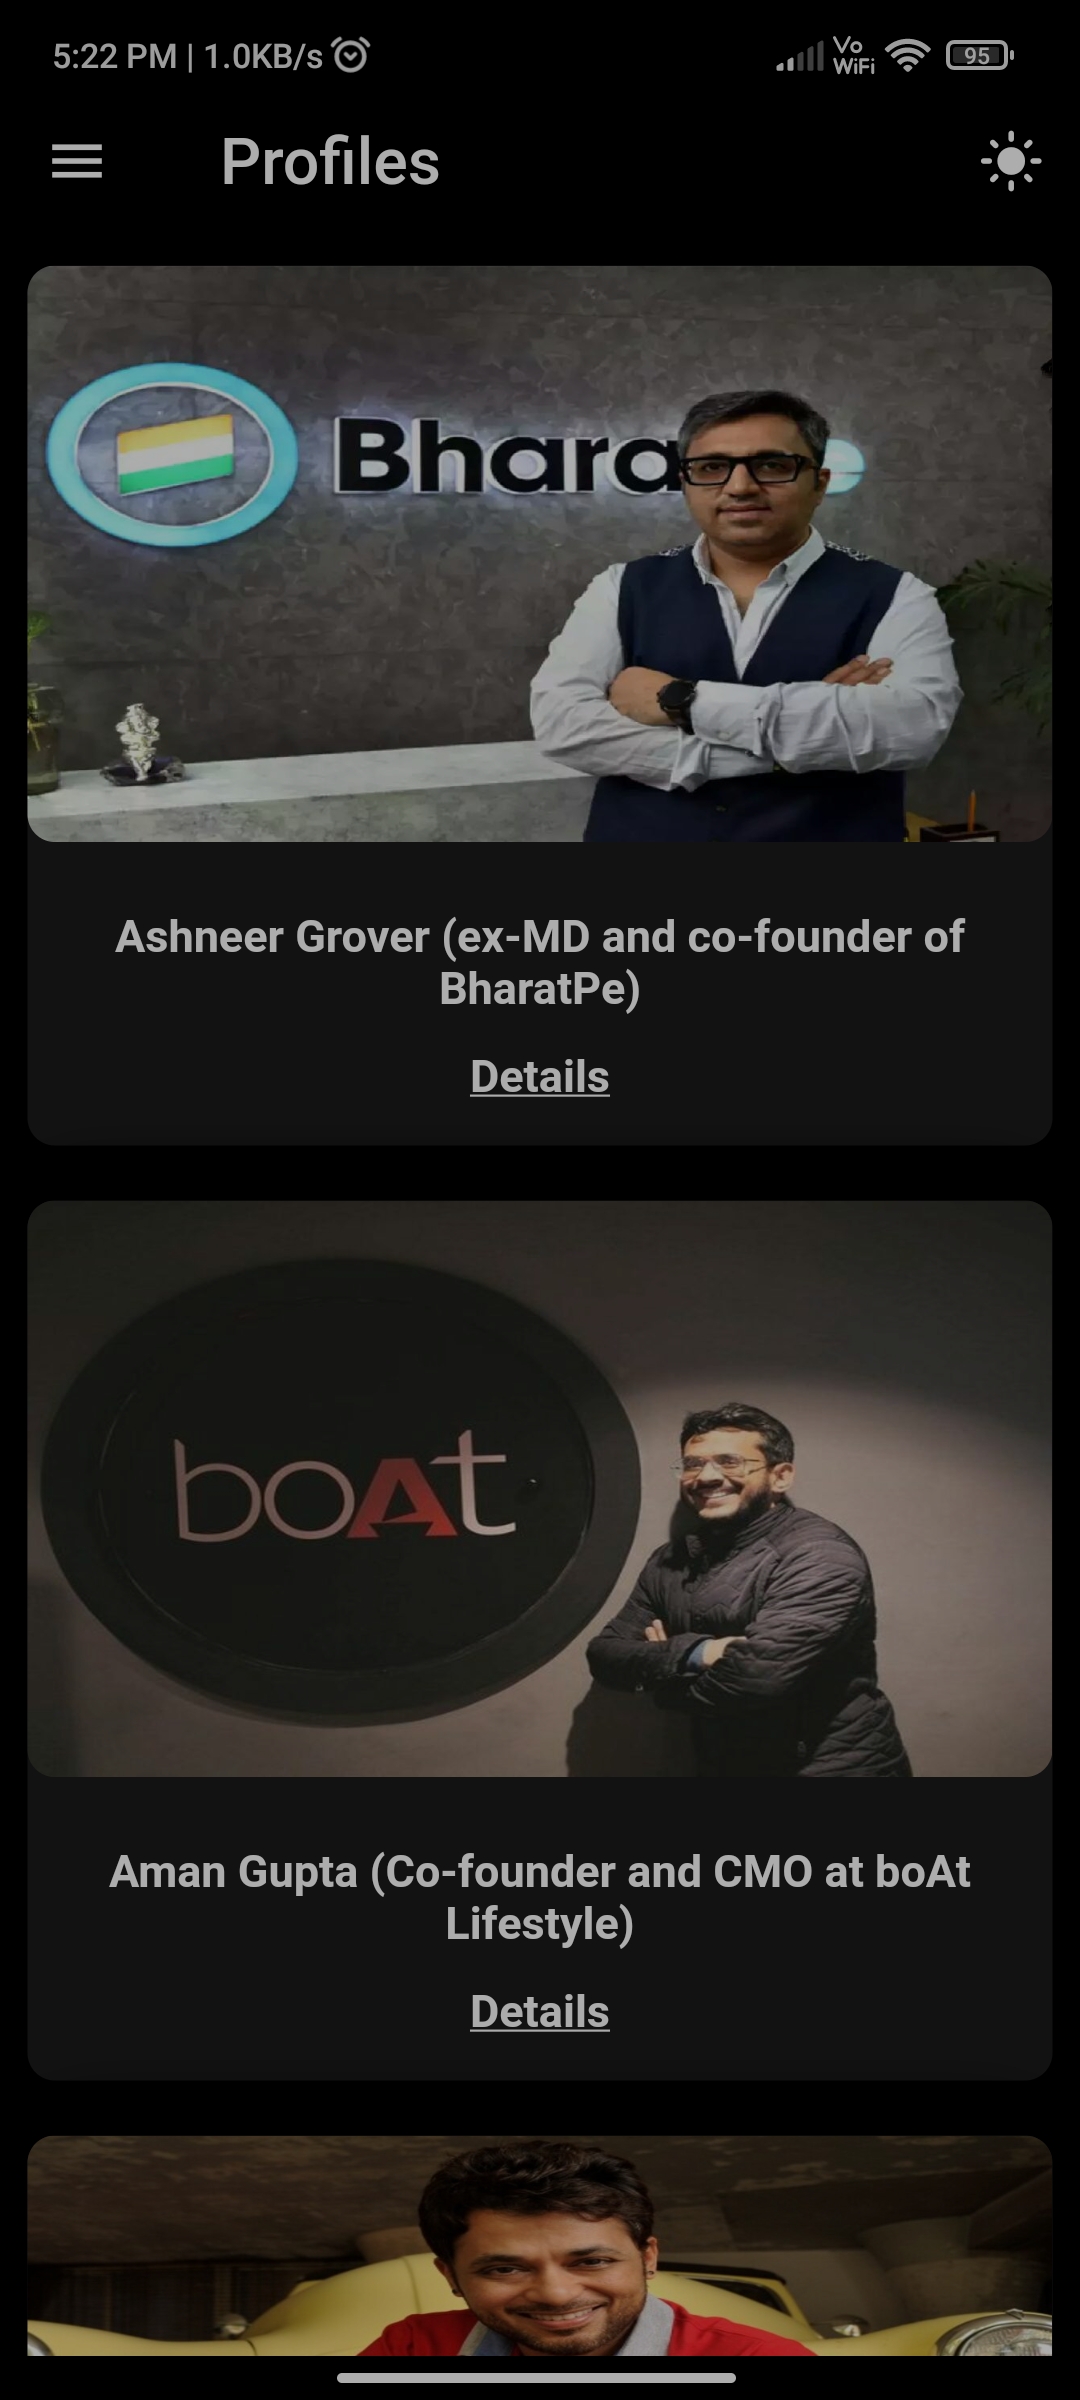 5:22 PM | 1.0KB/s
Vo
WiFi
95
Profiles
Bhara e
Ashneer Grover (ex-MD and co-founder of
BharatPe)
Details
boAt
Aman Gupta (Co-founder and CMO at boAt
Lifestyle)
Details